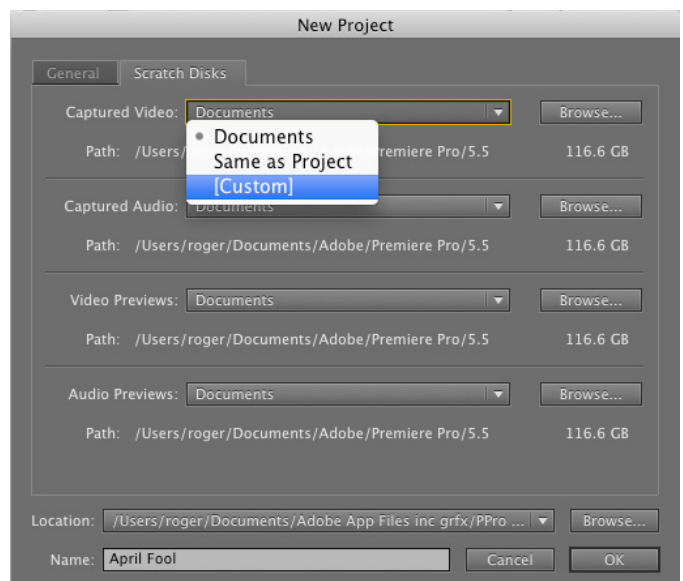 New Project
General Scratch Disks
Captured Video: Documents Browse...
Documents
Path: /Users/ remiere Pro/5.5 116.6 GB
Same as Project
[Custom]
Captured Audio: Documents Browse...
Path: /Users/roger/Documents/Adobe/Premiere Pro/5.5 116.6 GB
Video Previews: Documents Browse...
Path: /Users/roger/Documents/Adobe/Premiere Pro/5.5 116.6 GB
Audio Previews: Documents Browse...
Path: /Users/roger/Documents/Adobe/Premiere Pro/5.5 116.6 GB
Location: /Users/roger/Documents/Adobe App Files inc grfx/PPro ... Browse...
Name: April Fool Cancel OK